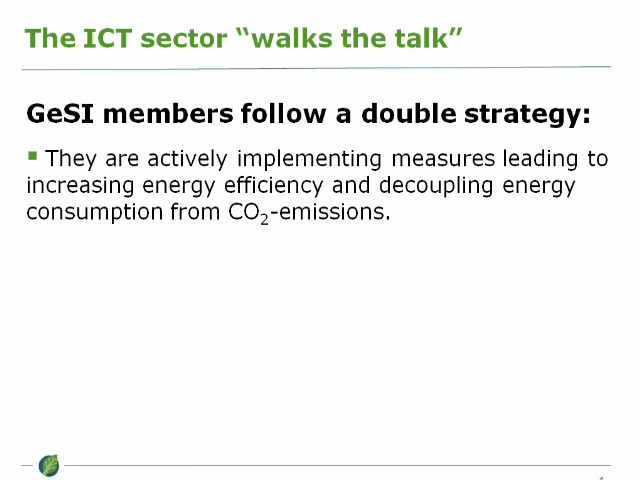 The ICT sector “walks the talk”
GeSI members follow a double strategy:
▪ They are actively implementing measures leading to
increasing energy efficiency and decoupling energy
consumption from CO₂-emissions.